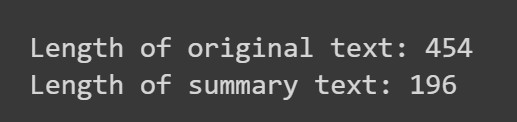 Length of original text: 454
Length of summary text: 196